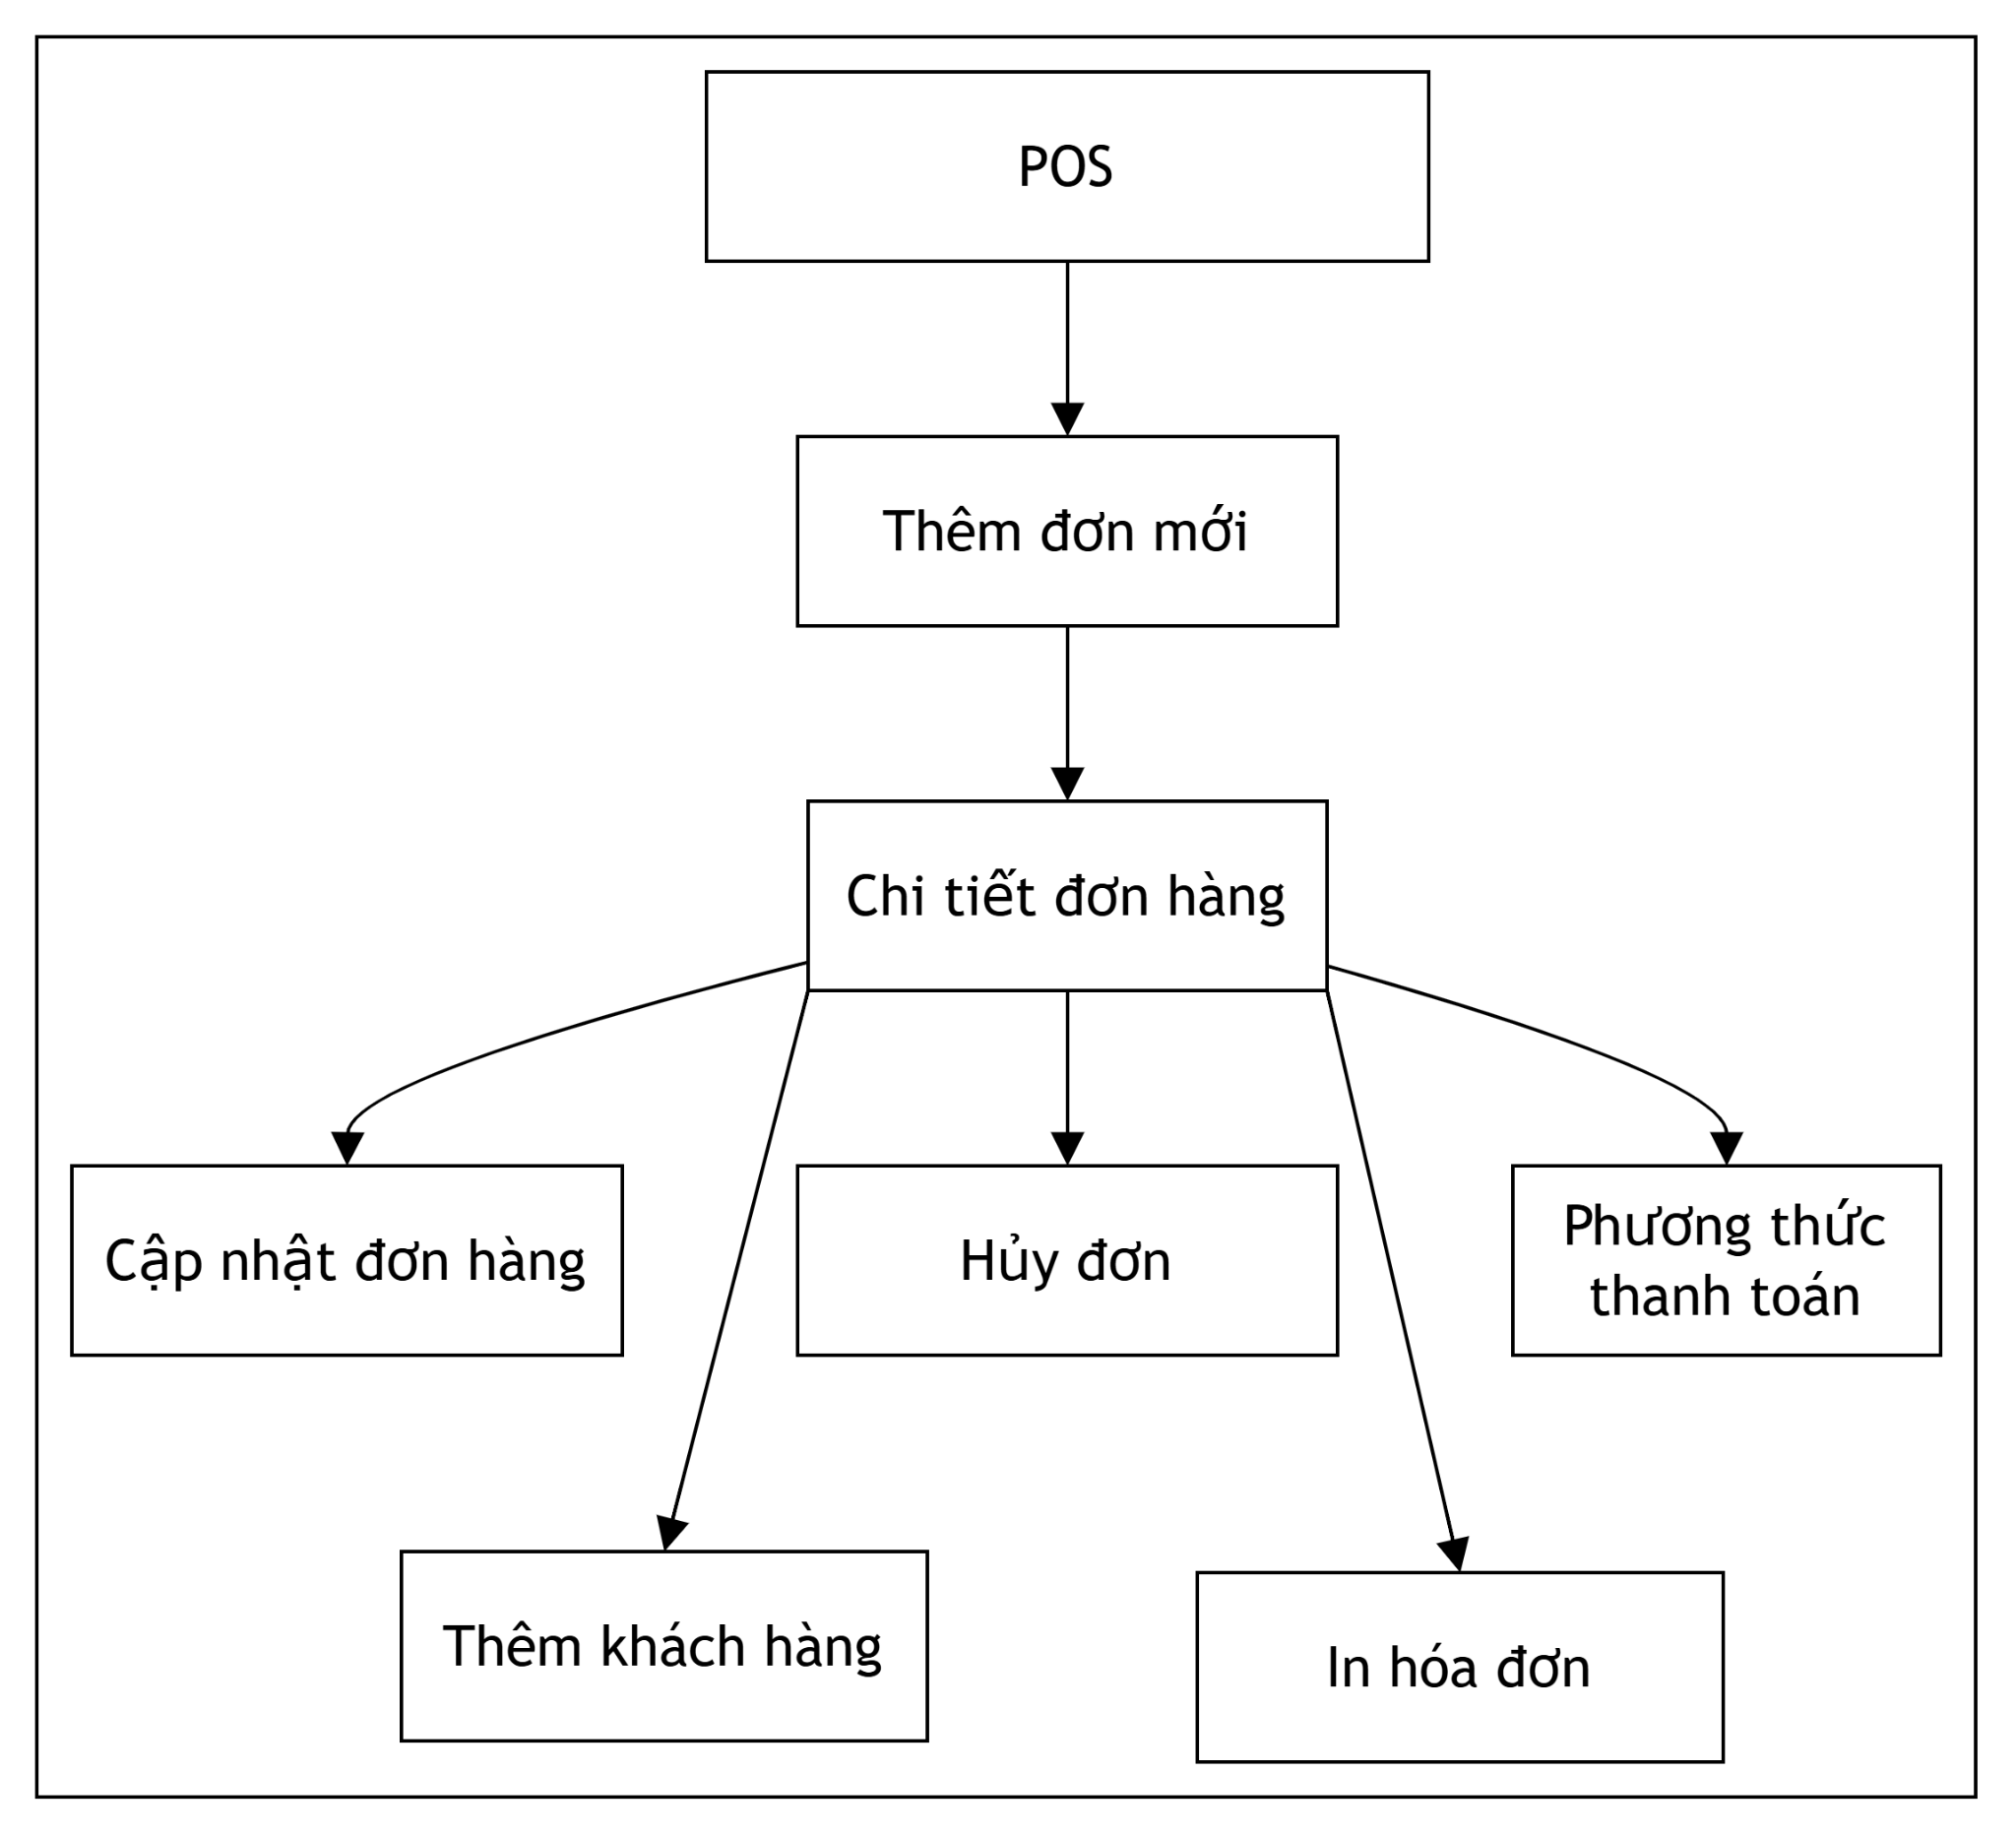 POS
Thêm đơn mới
Chi tiết đơn hàng
Cập nhật đơn hàng
Hủy đơn
Phương thức
thanh toán
Thêm khách hàng
In hóa đơn